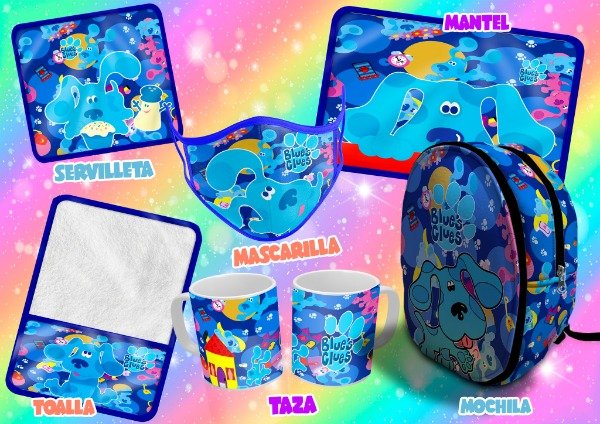 MANTEL
SERVILLETA
Blue's
Clues
MASCARILLA
Blue's
Clues
TOALLA
TAZA
Blue's
Clues
MOCHILA